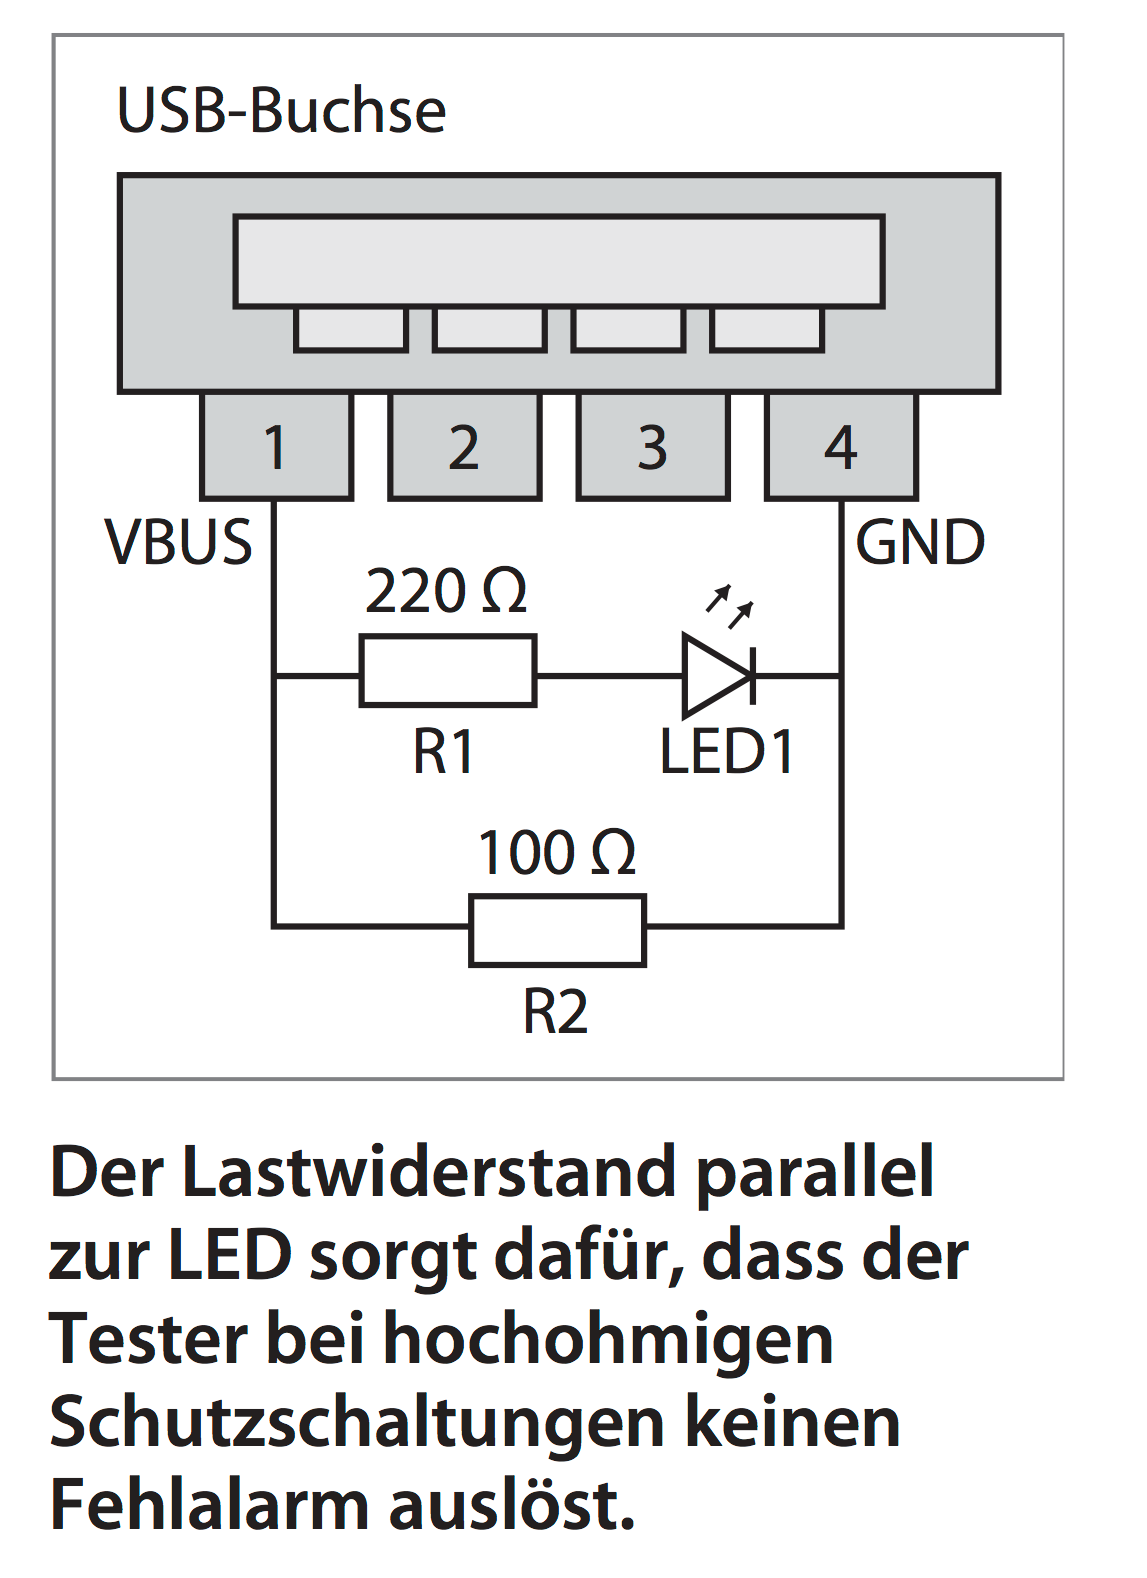 USB-Buchse
1 2 3 4
VBUS GND
220 Ω
R1 LED1
100 Ω
R2
Der Lastwiderstand parallel
zur LED sorgt dafür, dass der
Tester bei hochohmigen
Schutzschaltungen keinen
Fehlalarm auslöst.